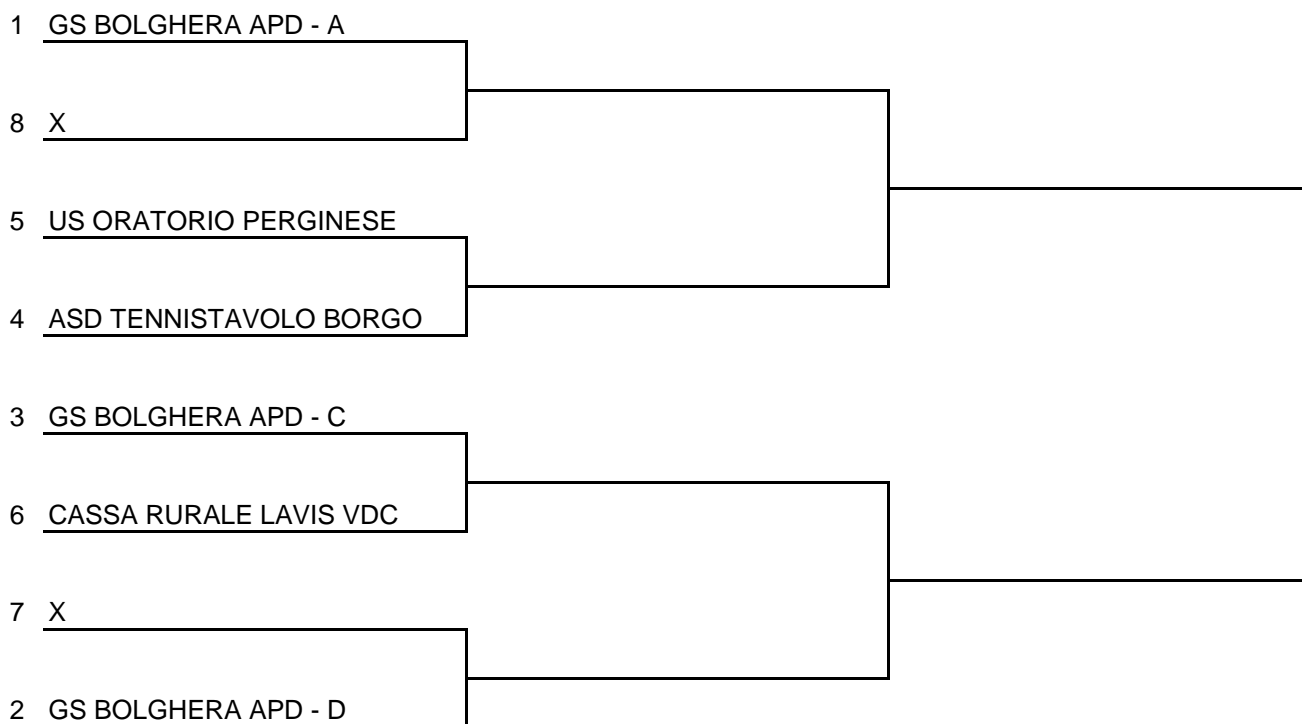 1 GS BOLGHERA APD - A
8 X
5 US ORATORIO PERGINESE
4 ASD TENNISTAVOLO BORGO
3 GS BOLGHERA APD - C
6 CASSA RURALE LAVIS VDC
7 X
2 GS BOLGHERA APD - D